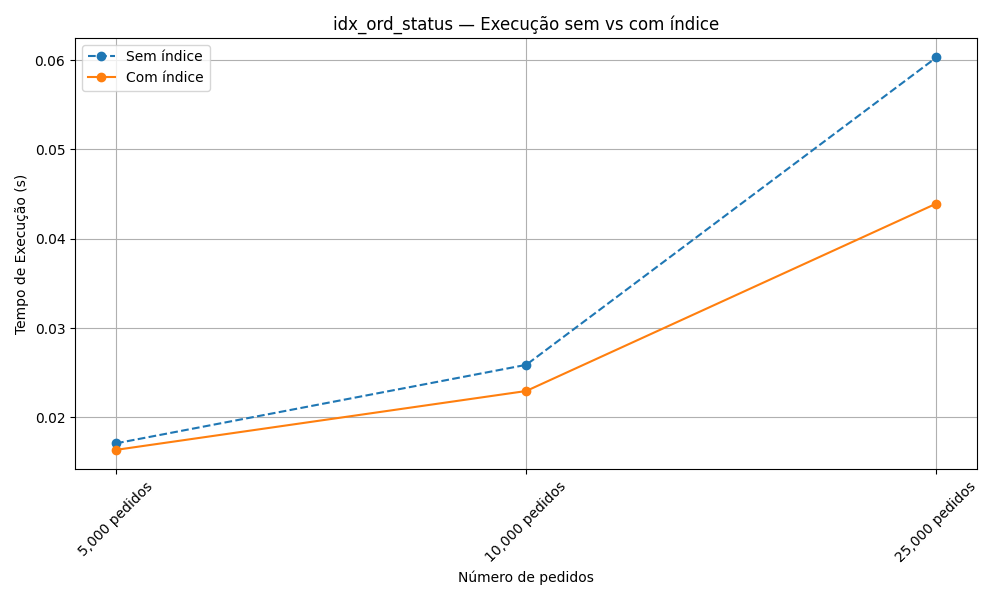 idx_ord_status — Execução sem vs com índice
Sem índice
Com índice
0.06
0.05
0.04
0.03
0.02
Tempo de Execução (s)
5,000 pedidos
10,000 pedidos
25,000 pedidos
Número de pedidos